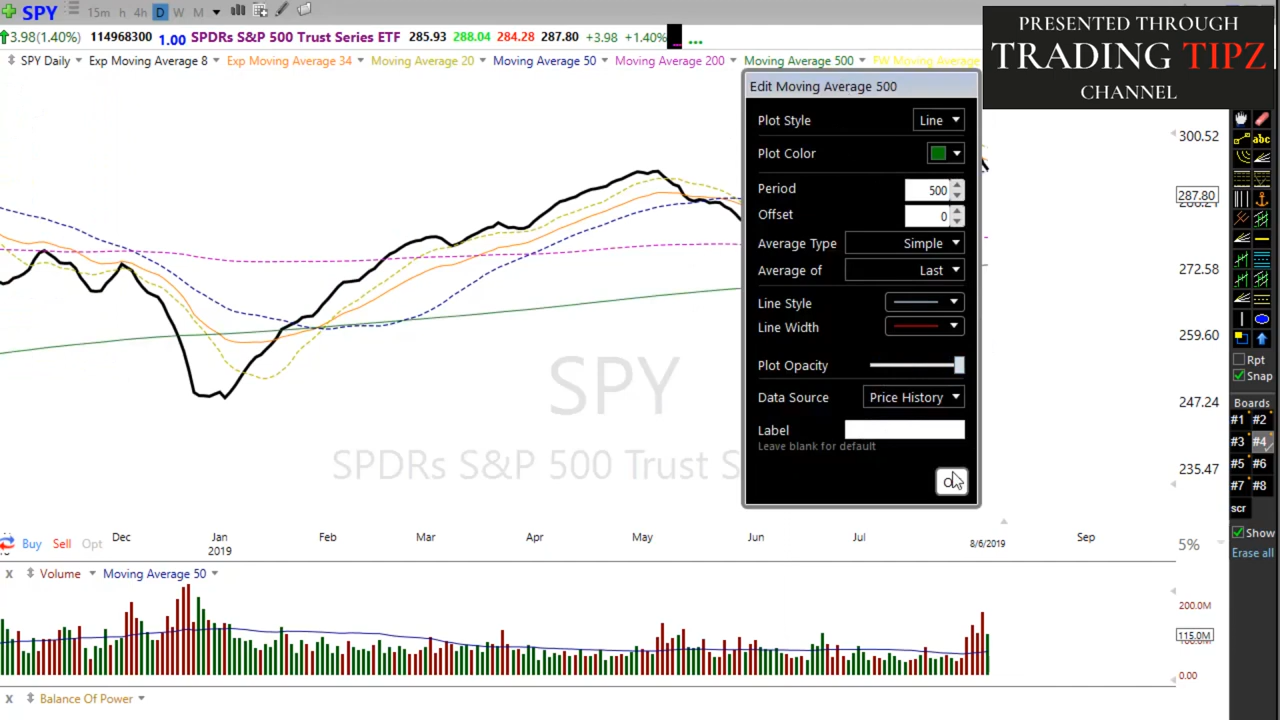 SPY 15m h 4h D W M
3.98(1.40%) 114968300 1.00 SPDRs S&P 500 Trust Series ETF 285.93 288.04 284.28 287.80 +3.98 +1.40% ...
SPY Daily Exp Moving Average 8 Exp Moving Average 34 Moving Average 20 Moving Average 50 Moving Average 200 Moving Average 500 FW Moving Average
PRESENTED THROUGH
TRADING TIPZ
CHANNEL
Edit Moving Average 500
Plot Style Line
Plot Color
Period 500
Offset 0
Average Type Simple
Average of Last
Line Style
Line Width
Plot Opacity
Data Source Price History
Label
Leave blank for default
SPY
SPDRs S&P 500 Trust S
300.52
287.80
272.58
259.60
247.24
235.47
5%
abc
Rpt
Snap
Boards
#1 #2
#3 #4
#5 #6
#7 #8
scr
Show
Erase all
Buy Sell Opt
Dec Jan Feb Mar Apr May Jun Jul 8/6/2019 Sep
2019
X Volume Moving Average 50
200.0M
115.0M
0.00
X Balance Of Power